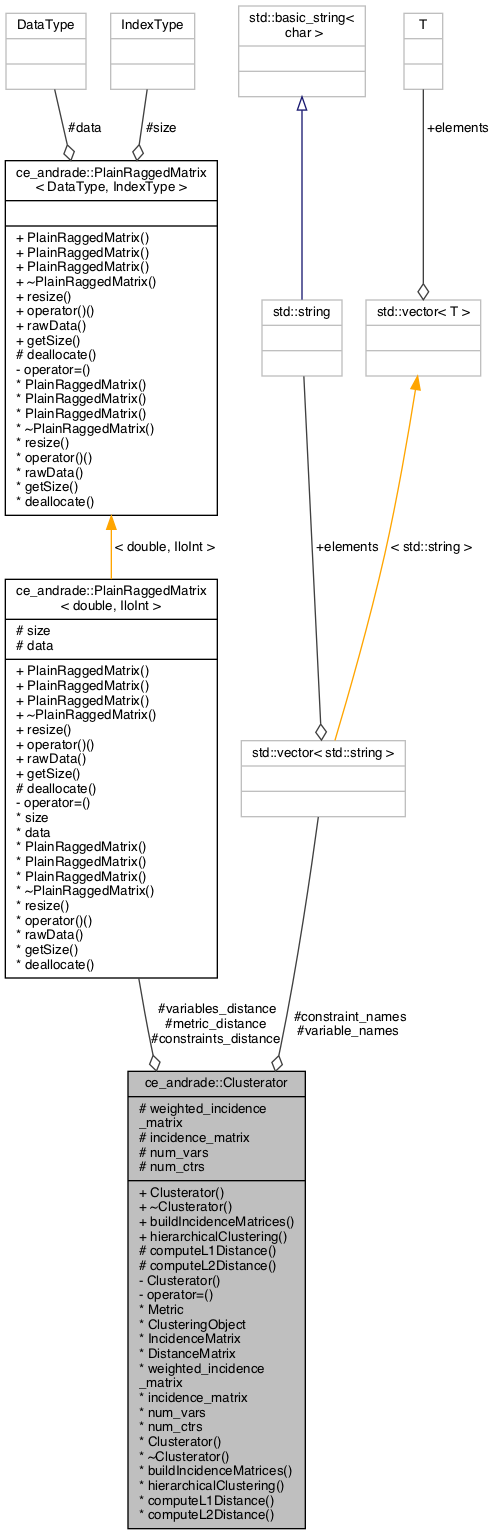 DataType
IndexType
std::basic_string<
char >
T
#data
#size
+elements
ce_andrade::PlainRaggedMatrix
< DataType, IndexType >
+ PlainRaggedMatrix()
+ PlainRaggedMatrix()
+ PlainRaggedMatrix()
+ ~PlainRaggedMatrix()
+ resize()
+ operator()()
+ rawData()
+ getSize()
# deallocate()
- operator=()
* PlainRaggedMatrix()
* PlainRaggedMatrix()
* PlainRaggedMatrix()
* ~PlainRaggedMatrix()
* resize()
* operator()()
* rawData()
* getSize()
* deallocate()
std::string
std::vector< T >
< double, IloInt >
+elements
< std::string >
ce_andrade::PlainRaggedMatrix
< double, IloInt >
# size
# data
+ PlainRaggedMatrix()
+ PlainRaggedMatrix()
+ PlainRaggedMatrix()
+ ~PlainRaggedMatrix()
+ resize()
+ operator()()
+ rawData()
+ getSize()
# deallocate()
- operator=()
* size
* data
* PlainRaggedMatrix()
* PlainRaggedMatrix()
* PlainRaggedMatrix()
* ~PlainRaggedMatrix()
* resize()
* operator()()
* rawData()
* getSize()
* deallocate()
std::vector< std::string >
#variables_distance
#metric_distance
#constraints_distance
#constraint_names
#variable_names
ce_andrade::Clusterator
# weighted_incidence
_matrix
# incidence_matrix
# num_vars
# num_ctrs
+ Clusterator()
+ ~Clusterator()
+ buildIncidenceMatrices()
+ hierarchicalClustering()
# computeL1Distance()
# computeL2Distance()
- Clusterator()
- operator=()
* Metric
* ClusteringObject
* IncidenceMatrix
* DistanceMatrix
* weighted_incidence
_matrix
* incidence_matrix
* num_vars
* num_ctrs
* Clusterator()
* ~Clusterator()
* buildIncidenceMatrices()
* hierarchicalClustering()
* computeL1Distance()
* computeL2Distance()